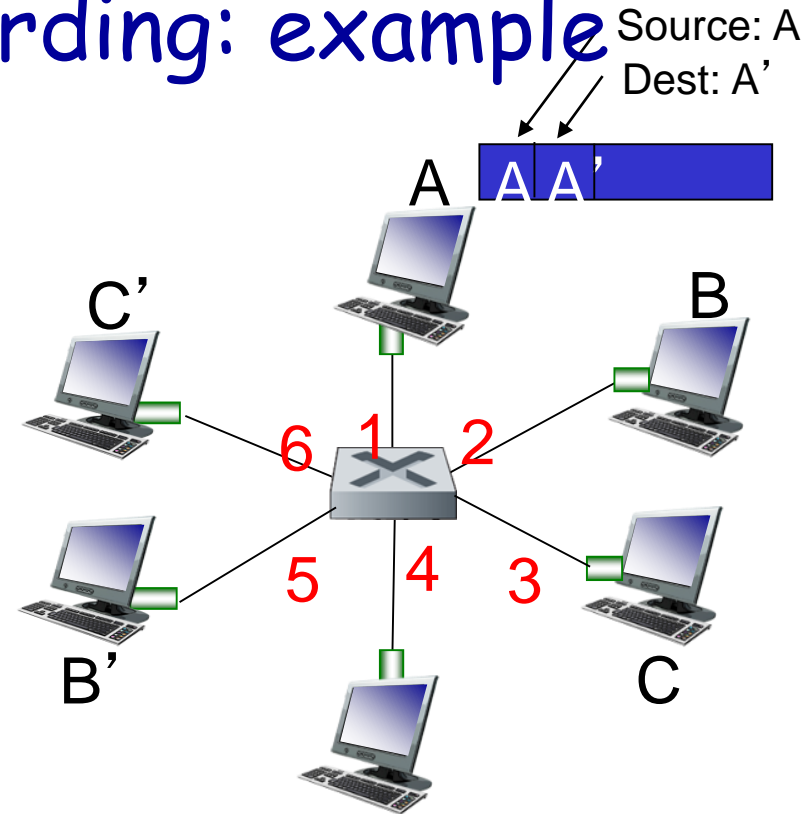 rding: example
Source: A
Dest: A’
A A’
A
C’
B
6 1 2
5 4 3
B’
C